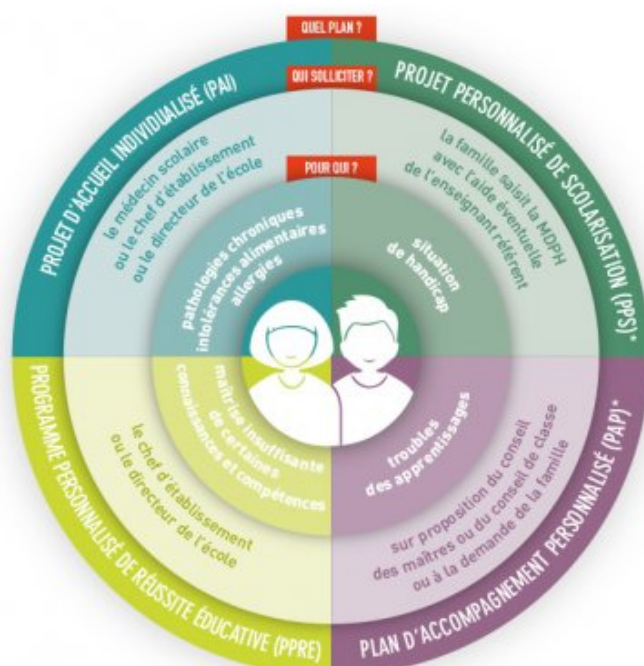 QUEL PLAN ?
QUI SOLLICITER ?
POUR QUI ?
PROJET D'ACCUEIL INDIVIDUALISÉ (PAI)
le médecin scolaire
ou le chef d'établissement
ou le directeur de l'école
pathologies chroniques
intolérances alimentaires
allergies
PROJET PERSONNALISÉ DE SCOLARISATION (PPS)*
la famille saisit la MDPH
avec l'aide éventuelle
de l'enseignant référent
situation
de handicap
PROGRAMME PERSONNALISÉ DE RÉUSSITE ÉDUCATIVE (PPRE)
le chef d'établissement
ou le directeur de l'école
maîtrise insuffisante
de certaines
connaissances et compétences
PLAN D'ACCOMPAGNEMENT PERSONNALISÉ (PAP)*
sur proposition du conseil
des maîtres ou du conseil de classe
ou à la demande de la famille
troubles
des apprentissages